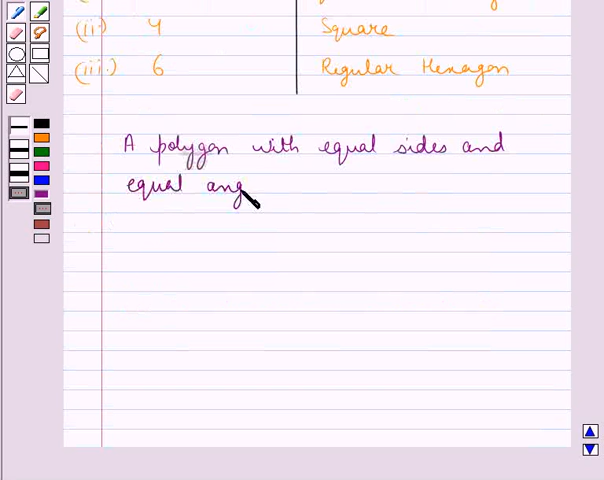 (ii) 4 Square
(iii.) 6 Regular Hexagon
A polygon with equal sides and
equal ang